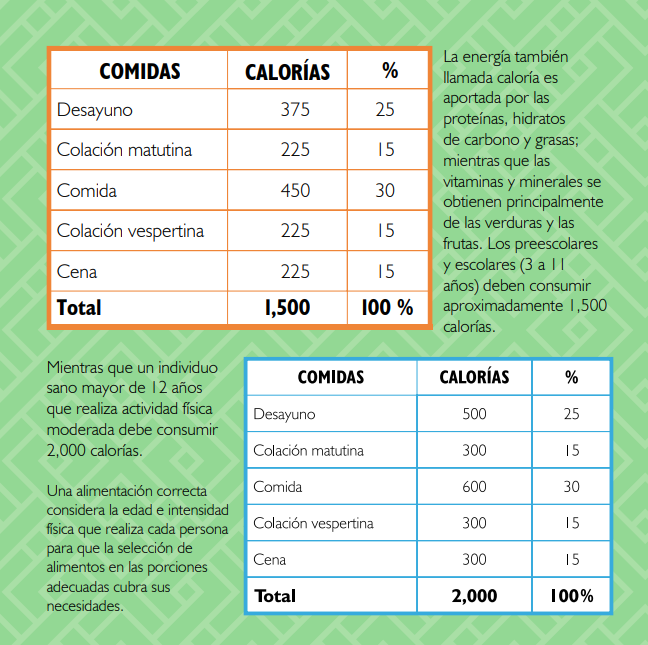 COMIDAS CALORÍAS %
Desayuno 375 25
Colación matutina 225 15
Comida 450 30
Colación vespertina 225 15
Cena 225 15
Total 1,500 100 %
La energía también
llamada caloría es
aportada por las
proteínas, hidratos
de carbono y grasas;
mientras que las
vitaminas y minerales se
obtienen principalmente
de las verduras y las
frutas. Los preescolares
y escolares (3 a 11
años) deben consumir
aproximadamente 1,500
calorías.
Mientras que un individuo
sano mayor de 12 años
que realiza actividad física
moderada debe consumir
2,000 calorías.
Una alimentación correcta
considera la edad e intensidad
física que realiza cada persona
para que la selección de
alimentos en las porciones
adecuadas cubra sus
necesidades.
COMIDAS CALORÍAS %
Desayuno 500 25
Colación matutina 300 15
Comida 600 30
Colación vespertina 300 15
Cena 300 15
Total 2,000 100%